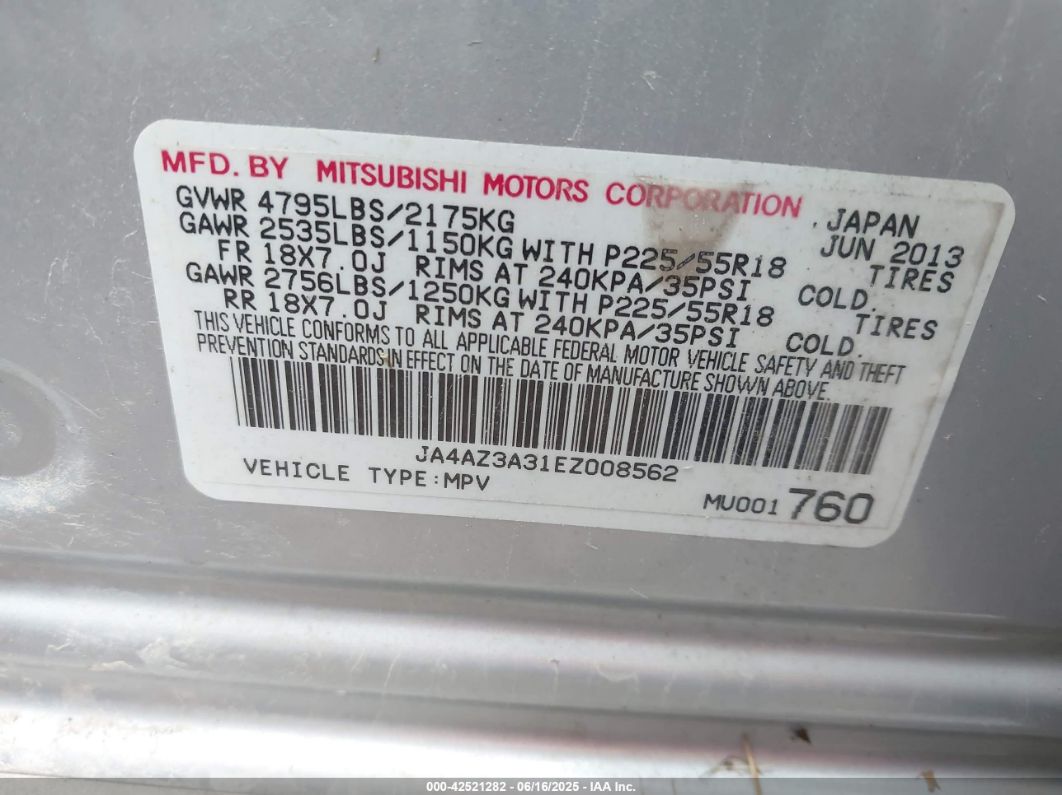 MFD. BY MITSUBISHI MOTORS CORPORATION . JAPAN
GVWR 4795LBS/2175KG JUN 2013
GAWR 2535LBS/1150KG WITH P225/55R18 TIRES
FR 18X7.0J RIMS AT 240KPA/35PSI COLD.
GAWR 2756LBS/1250KG WITH P225/55R18 TIRES
RR 18X7.0J RIMS AT 240KPA/35PSI COLD.
THIS VEHICLE CONFORMS TO ALL APPLICABLE FEDERAL MOTOR VEHICLE SAFETY AND THEFT
PREVENTION STANDARDS IN EFFECT ON THE DATE OF MANUFACTURE SHOWN ABOVE.
JA4AZ3A31EZ008562
VEHICLE TYPE:MPV
MU001 760
000-42521282 - 06/16/2025 - IAA Inc.